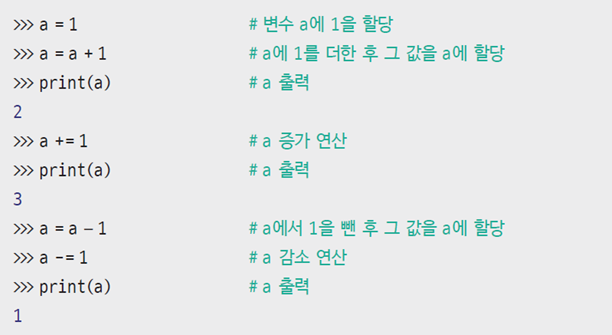 >>> a = 1 # 변수 a에 1을 할당
>>> a = a + 1 # a에 1를 더한 후 그 값을 a에 할당
>>> print(a) # a 출력
2
>>> a += 1 # a 증가 연산
>>> print(a) # a 출력
3
>>> a = a – 1 # a에서 1을 뺀 후 그 값을 a에 할당
>>> a -= 1 # a 감소 연산
>>> print(a) # a 출력
1